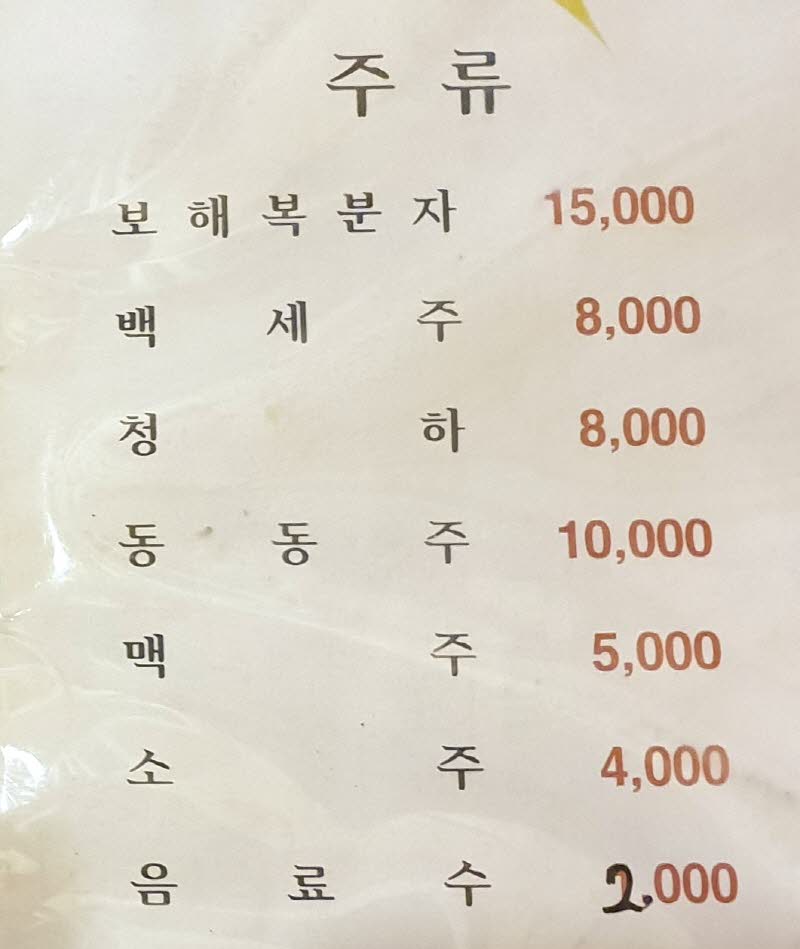 주 류
보 해 복 분 자 15,000
백 세 주 8,000
청 하 8,000
동 동 주 10,000
맥 주 5,000
소 주 4,000
음 료 수 2.000